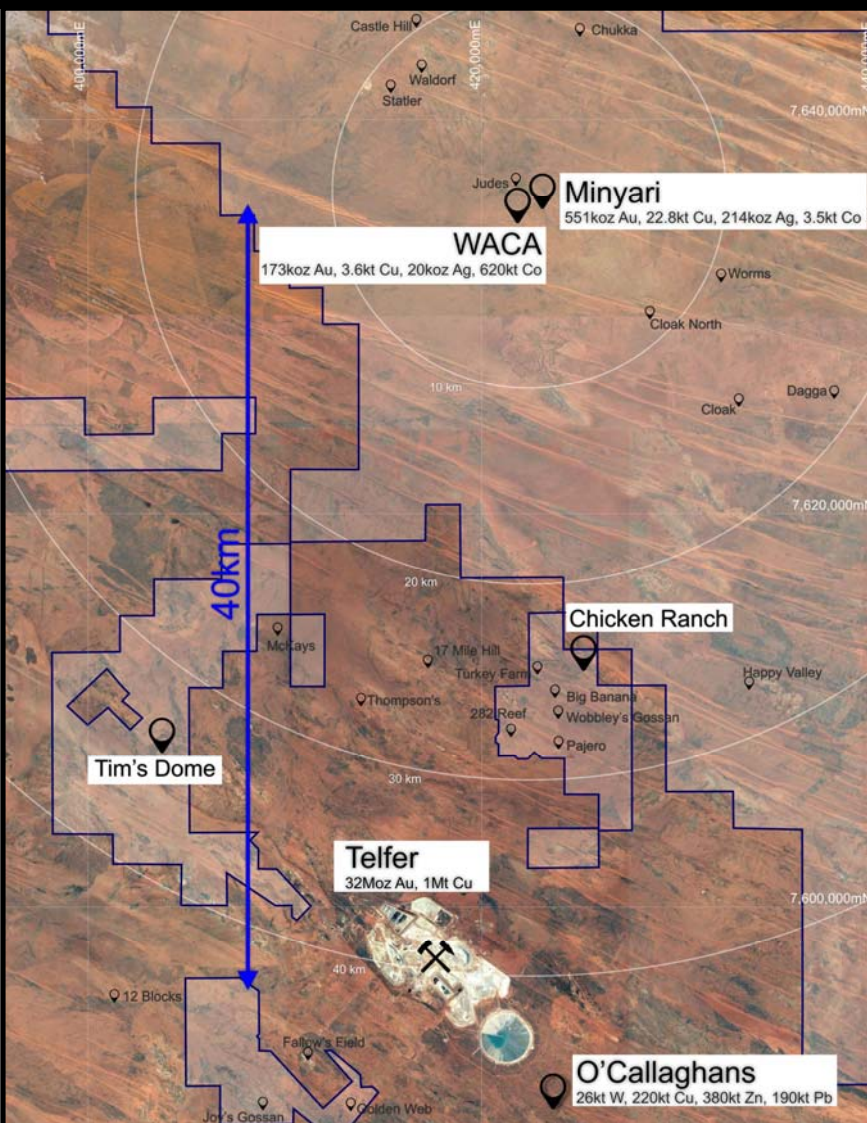 Castle Hill
Chukka
400,000mE
420,000mE
Waldorf
Statler
7,640,000mN
Judes
Minyari
551koz Au, 22.8kt Cu, 214koz Ag, 3.5kt Co
WACA
173koz Au, 3.6kt Cu, 20koz Ag, 620kt Co
Worms
Cloak North
10 km
Dagga
Cloak
7,620,000mN
40km
20 km
Chicken Ranch
McKays
17 Mile Hill
Turkey Farm
Happy Valley
Thompson's
Big Banana
282 Reef
Wobbley's Gossan
Pajero
Tim's Dome
30 km
Telfer
32Moz Au, 1Mt Cu
7,600,000mN
40 km
12 Blocks
Fallow's Field
O'Callaghans
26kt W, 220kt Cu, 380kt Zn, 190kt Pb
Joy's Gossan
Golden Web